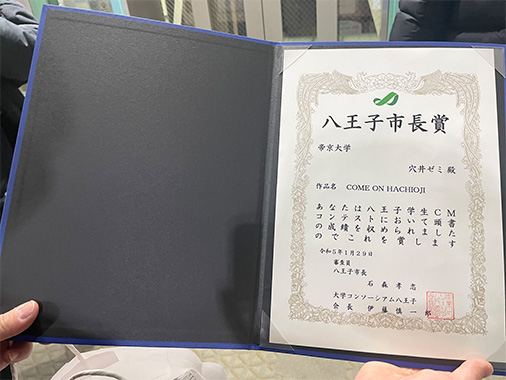 八王子市長賞
帝京大学
穴井ゼミ 殿
作品名 COME ON HACHIOJI
あなたは八王子学生CM
コンテストにおいて頭書
の成績を収められました
のでこれを賞します
令和5年1月29日
審査員
八王子市長
石森孝志
大学コンソーシアム八王子
会長 伊藤慎一郎